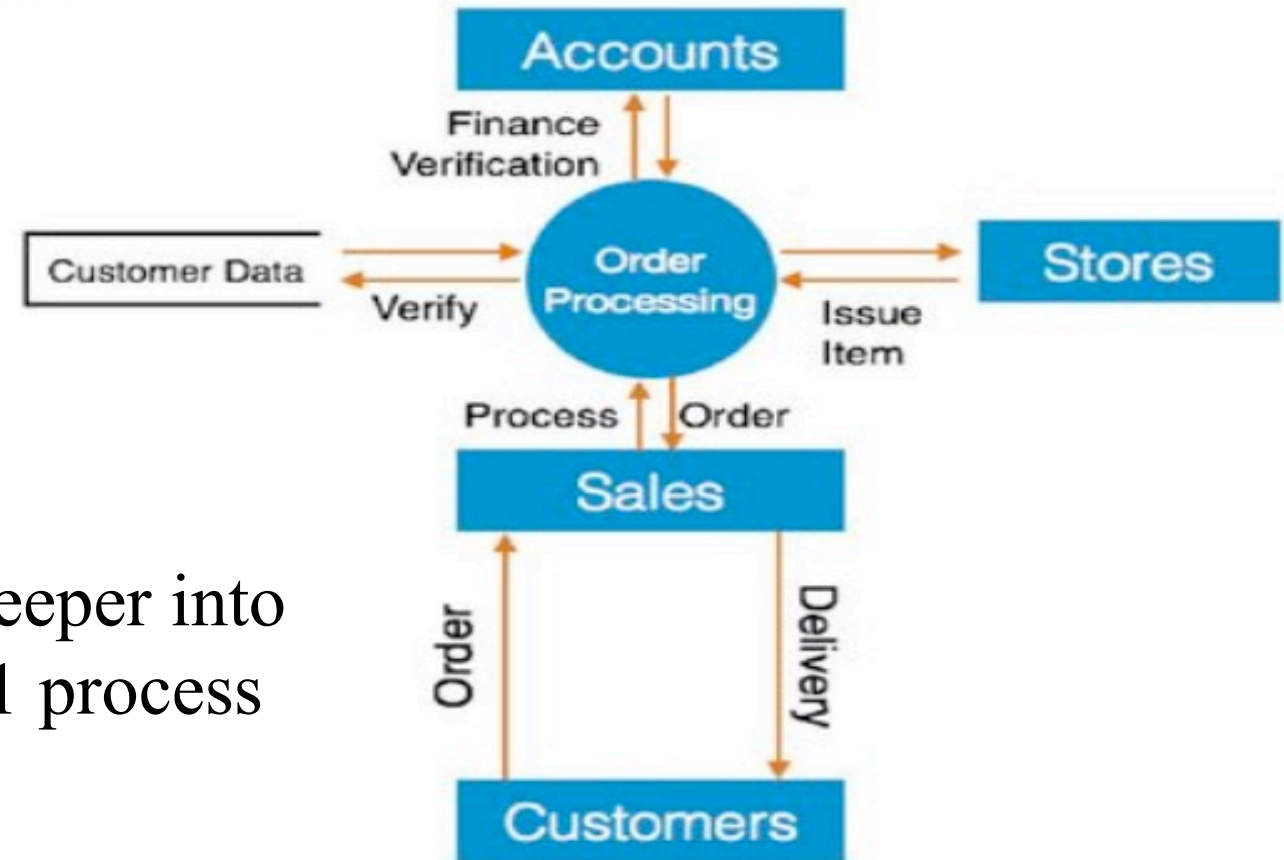 Accounts
Finance
Verification
Customer Data
Order
Processing
Stores
Verify
Issue
Item
Process
Order
Sales
eeper into
1 process
Order
Delivery
Customers